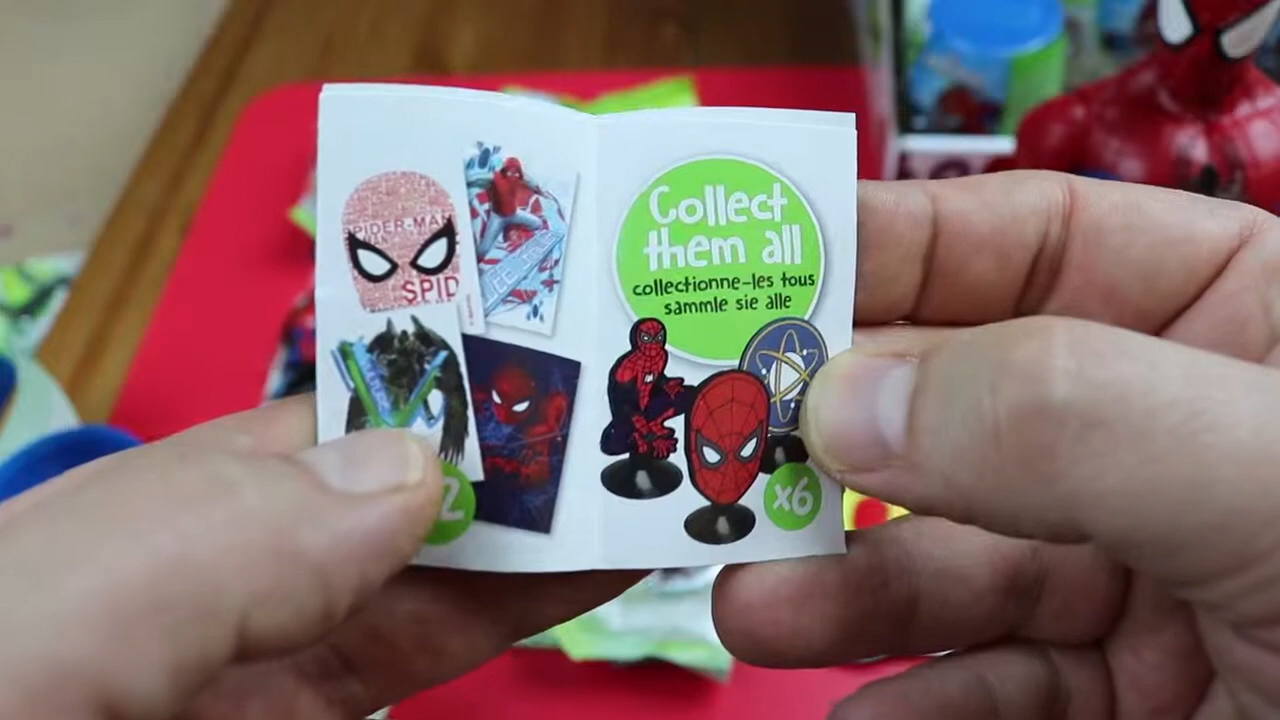 SPIDER-MAN
SPID
Collect
them all
collectionne-les tous
sammle sie alle
x6